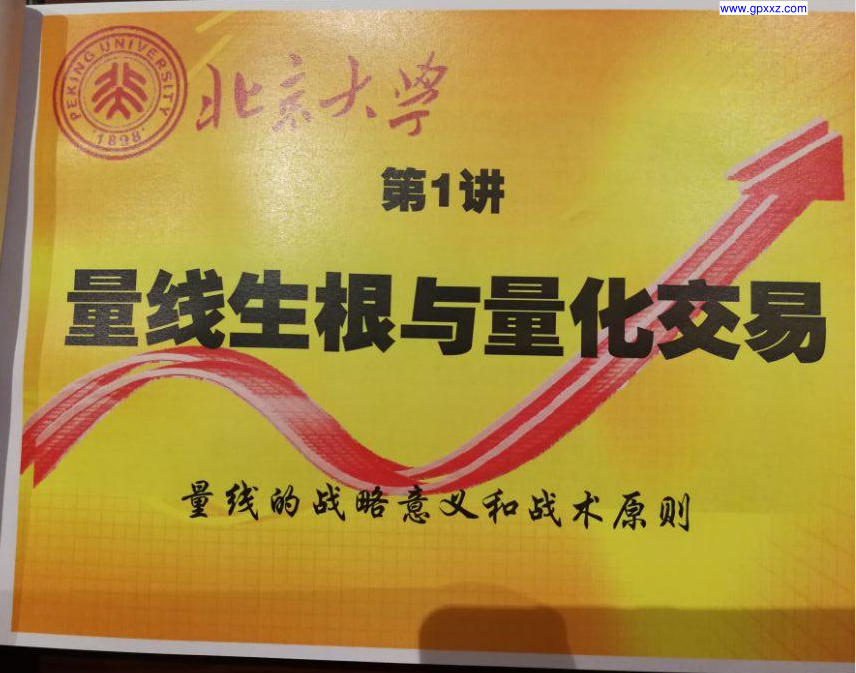 www.gpxxz.com
PEKING UNIVERSITY
1898
北京大学
第1讲
量线生根与量化交易
量线的战略意义和战术原则